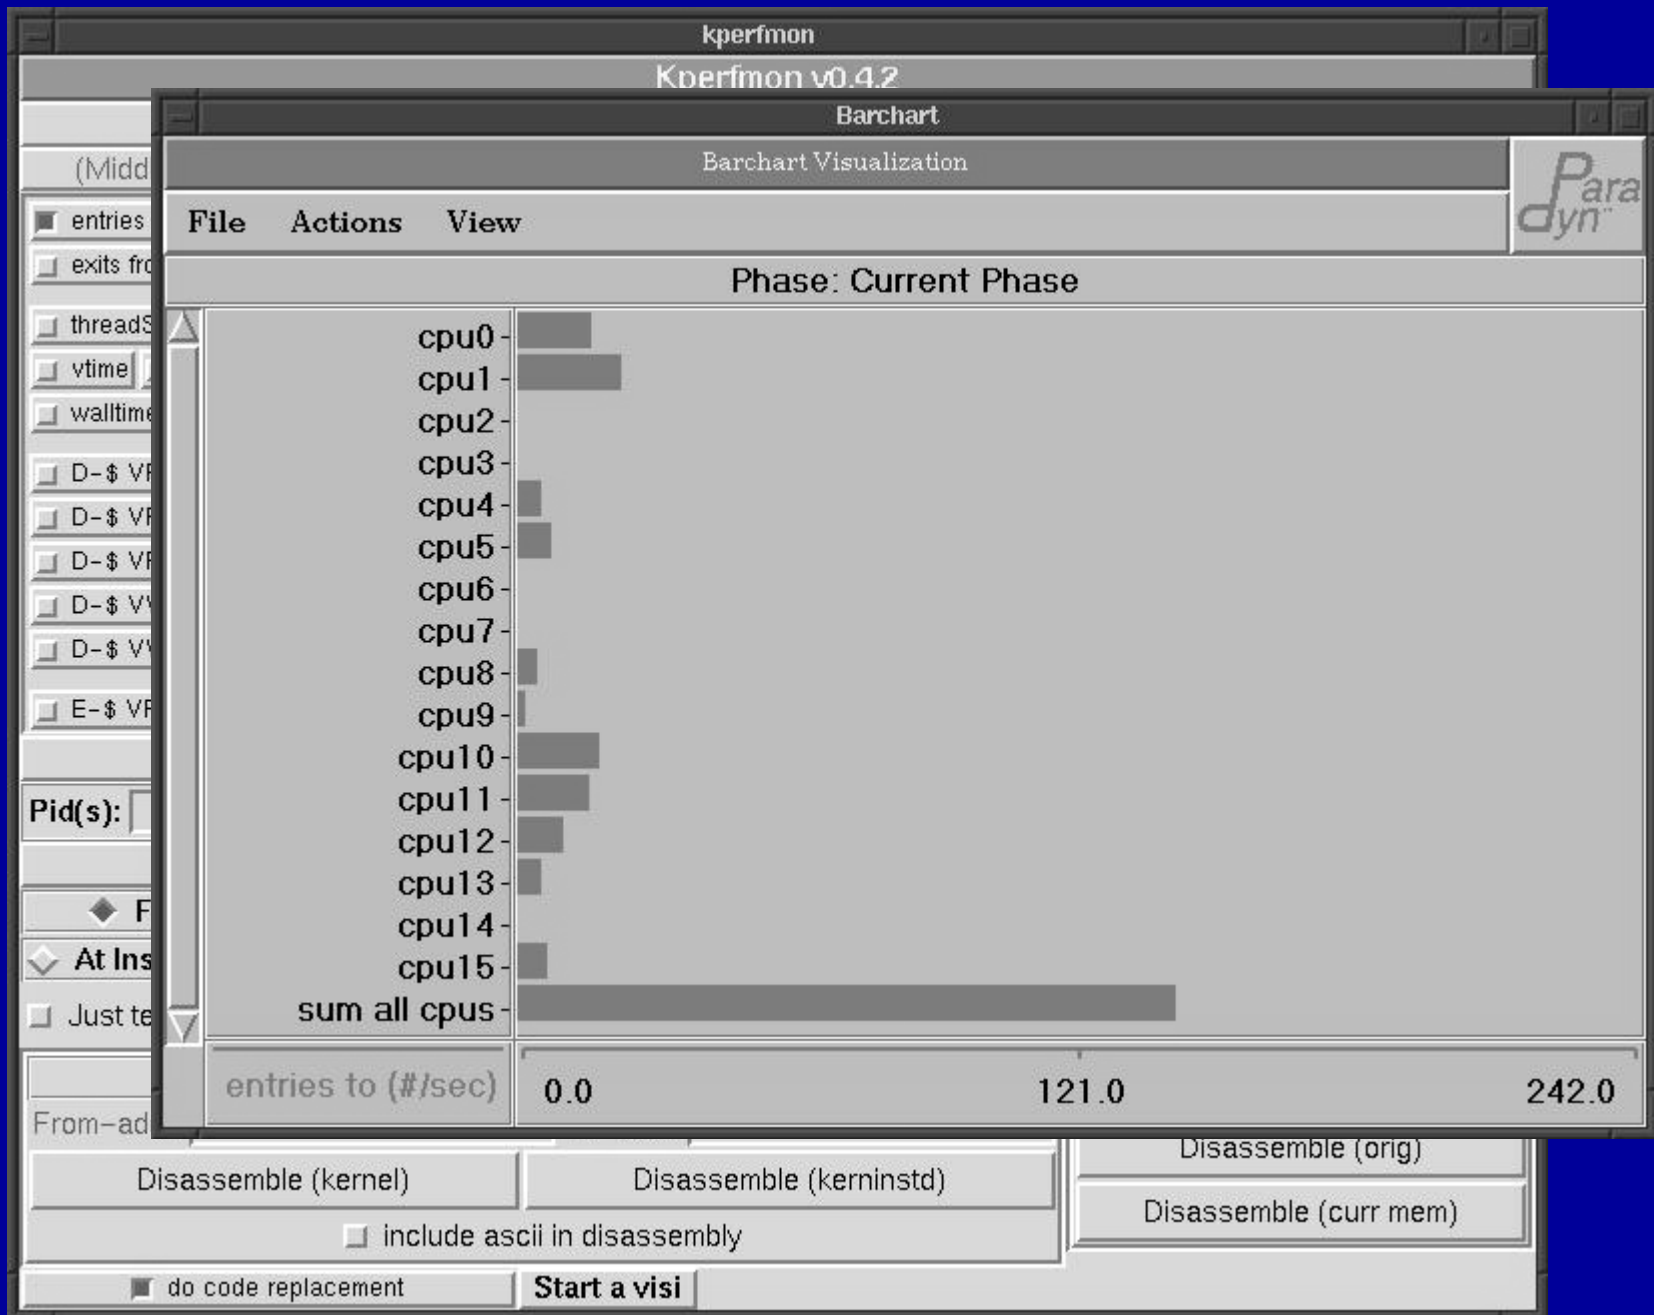 kperfmon
Kperfmon v0.4.2
Barchart
(Midd
Barchart Visualization
Para
dyn
entries
File Actions View
exits fro
Phase: Current Phase
threadS
vtime
walltime
D-$ VF
D-$ VF
D-$ VF
D-$ VV
D-$ VV
E-$ VF
cpu0
cpu1
cpu2
cpu3
cpu4
cpu5
cpu6
cpu7
cpu8
cpu9
cpu10
cpu11
cpu12
cpu13
cpu14
cpu15
sum all cpus
Pid(s):
F
At Ins
Just te
entries to (#/sec) 0.0 121.0 242.0
From-ad
Disassemble (orig)
Disassemble (kernel) Disassemble (kerninstd)
Disassemble (curr mem)
include ascii in disassembly
do code replacement Start a visi